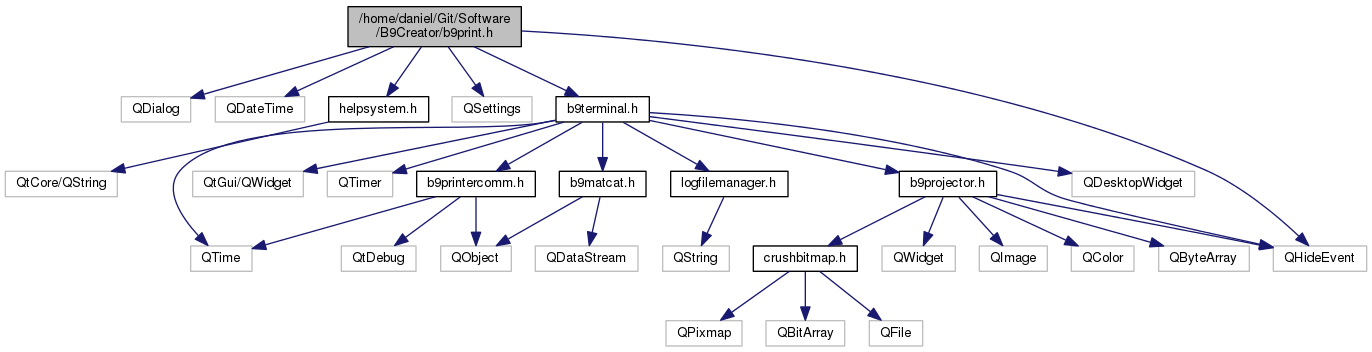 /home/daniel/Git/Software
/B9Creator/b9print.h
QDialog
QDateTime
helpsystem.h
QSettings
b9terminal.h
QtCore/QString
QtGui/QWidget
QTimer
b9printercomm.h
b9matcat.h
logfilemanager.h
b9projector.h
QDesktopWidget
QTime
QtDebug
QObject
QDataStream
QString
crushbitmap.h
QWidget
QImage
QColor
QByteArray
QHideEvent
QPixmap
QBitArray
QFile